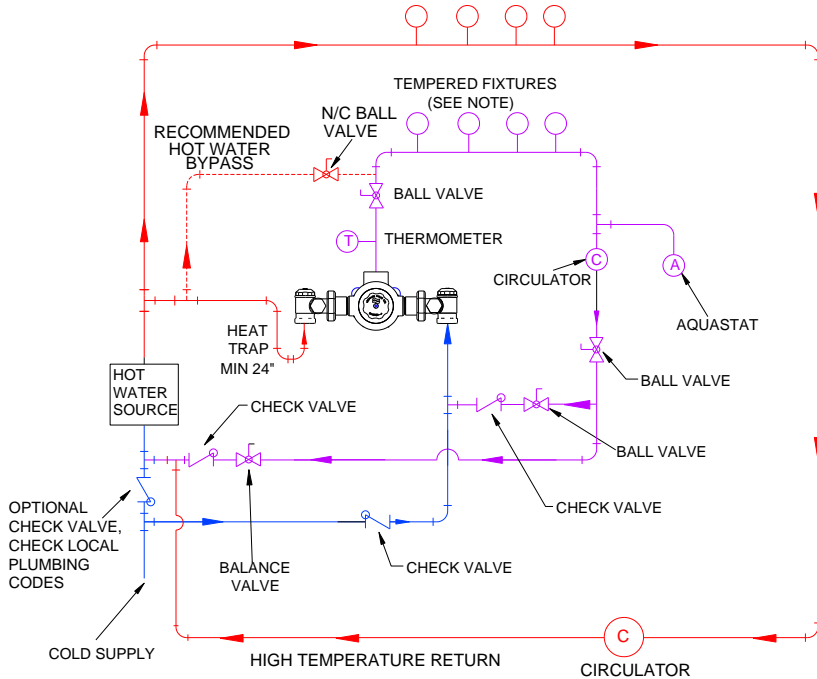 TEMPERED FIXTURES
(SEE NOTE)
N/C BALL
VALVE
RECOMMENDED
HOT WATER
BYPASS
BALL VALVE
T
THERMOMETER
C
CIRCULATOR
A
AQUASTAT
HEAT
TRAP
MIN 24"
HOT
WATER
SOURCE
BALL VALVE
CHECK VALVE
BALL VALVE
CHECK VALVE
OPTIONAL
CHECK VALVE,
CHECK LOCAL
PLUMBING
CODES
BALANCE
VALVE
CHECK VALVE
COLD SUPPLY
HIGH TEMPERATURE RETURN
C
CIRCULATOR